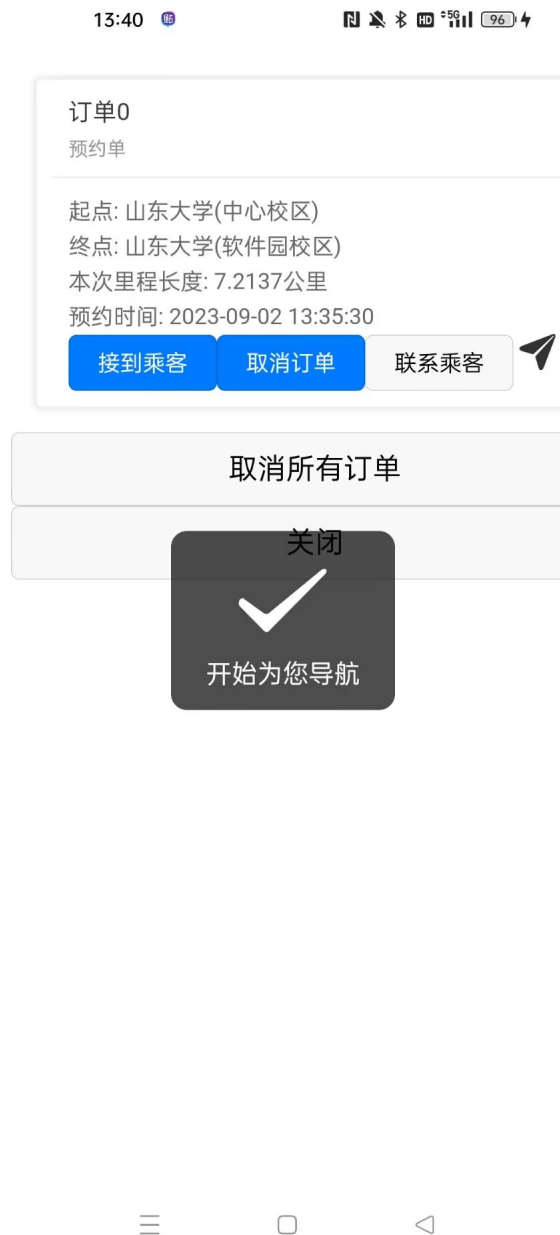 13:40 贴 HD 5G 96
订单0
预约单
起点: 山东大学(中心校区)
终点: 山东大学(软件园校区)
本次里程长度: 7.2137公里
预约时间: 2023-09-02 13:35:30
接到乘客 取消订单 联系乘客
取消所有订单
关闭
开始为您导航